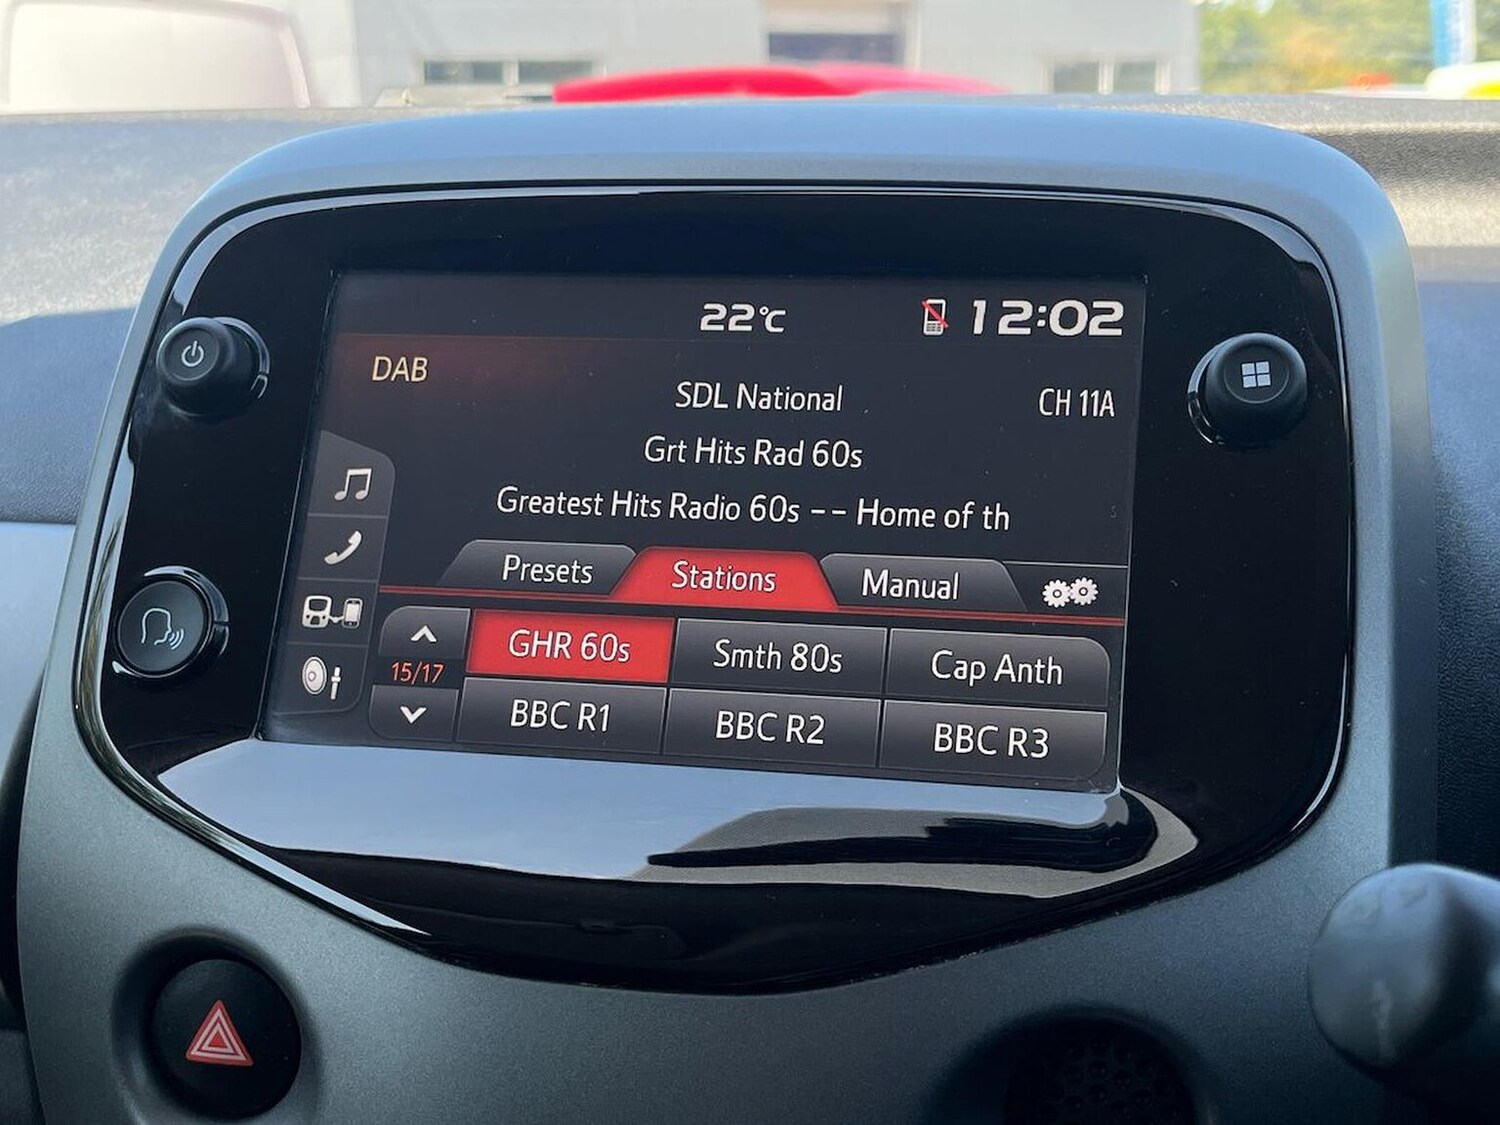 22°C 12:02
DAB
SDL National
CH 11A
Grt Hits Rad 60s
Greatest Hits Radio 60s -- Home of th
Presets Stations Manual
GHR 60s Smth 80s Cap Anth
15/17
BBC R1 BBC R2 BBC R3